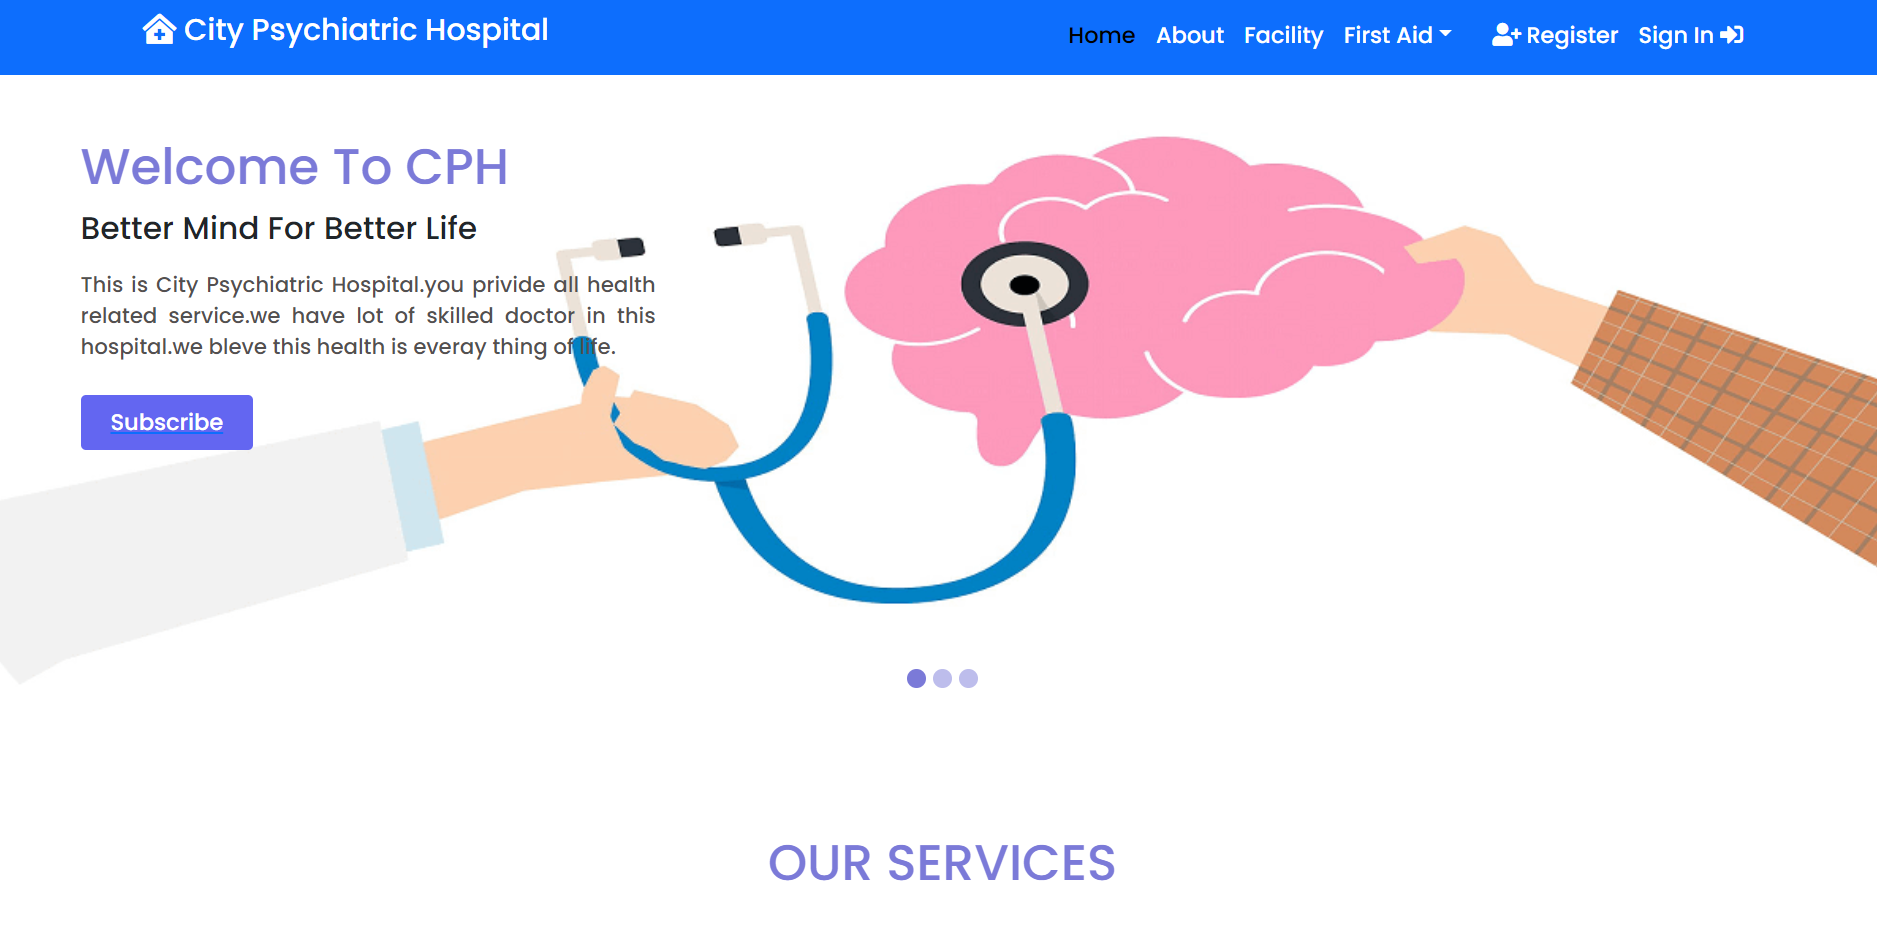 City Psychiatric Hospital
Home About Facility First Aid Register Sign In
Welcome To CPH
Better Mind For Better Life
This is City Psychiatric Hospital.you privide all health
related service.we have lot of skilled doctor in this
hospital.we bleve this health is everay thing of life.
Subscribe
OUR SERVICES